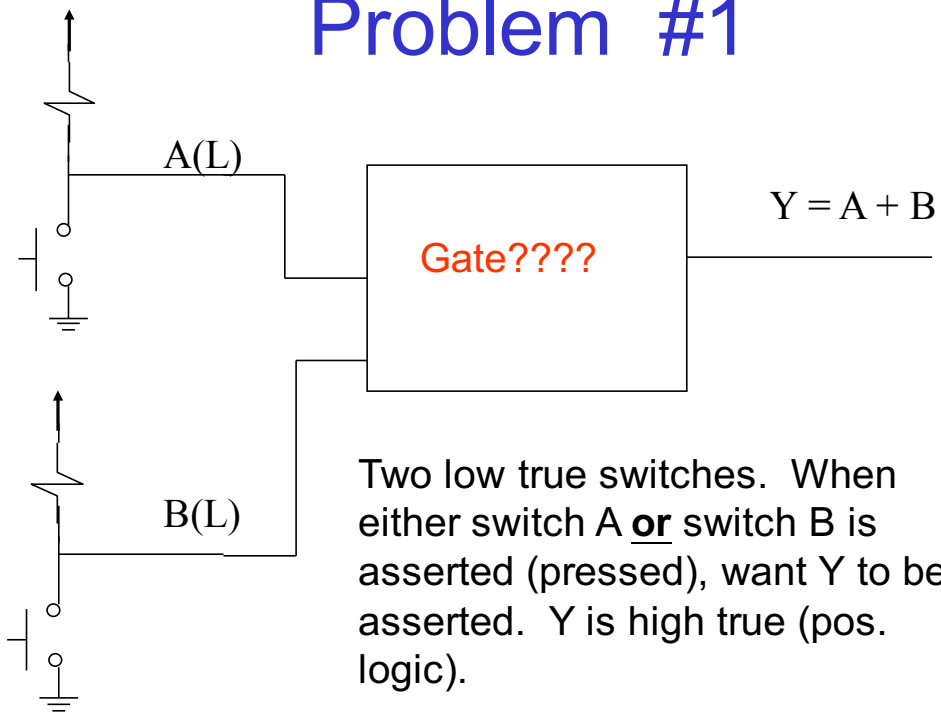 Problem #1
A(L)
Y = A + B
Gate????
B(L)
Two low true switches. When
either switch A or switch B is
asserted (pressed), want Y to be
asserted. Y is high true (pos.
logic).